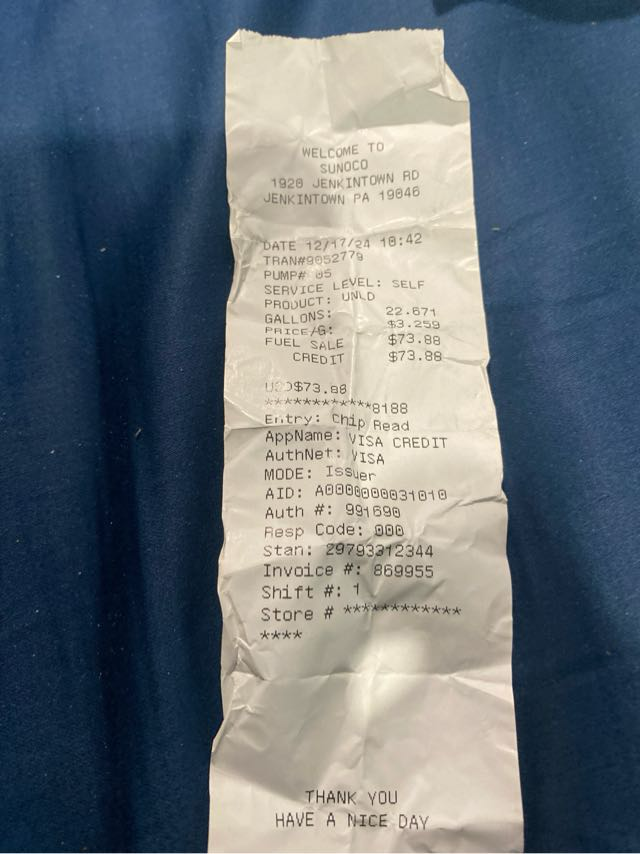 WELCOME TO
SUNOCO
1920 JENKINTOWN RD
JENKINTOWN PA 19046
DATE 12/17/24 10:42
TRAN#9052779
PUMP# 05
SERVICE LEVEL: SELF
PRODUCT: UNLD
GALLONS: 22.671
PRICE/G: $3.259
FUEL SALE $73.88
CREDIT $73.88
USD$73.88
************8188
Entry: Chip Read
AppName: VISA CREDIT
AuthNet: VISA
MODE: Issuer
AID: A0000000031010
Auth #: 991690
Resp Code: 000
Stan: 29793312344
Invoice #: 869955
Shift #: 1
Store # ************
****
THANK YOU
HAVE A NICE DAY